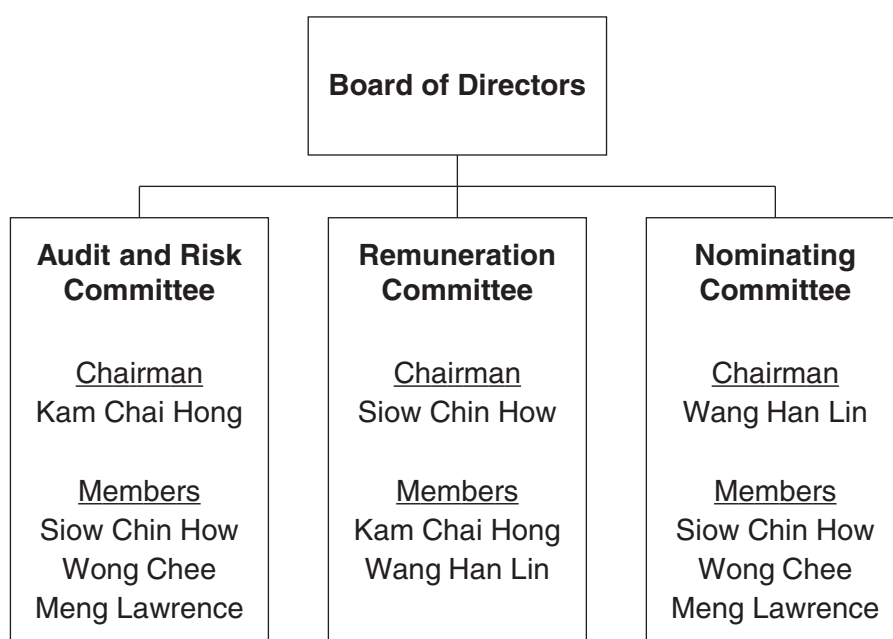 Board of Directors
Audit and Risk
Committee
Chairman
Kam Chai Hong
Members
Siow Chin How
Wong Chee
Meng Lawrence
Remuneration
Committee
Chairman
Siow Chin How
Members
Kam Chai Hong
Wang Han Lin
Nominating
Committee
Chairman
Wang Han Lin
Members
Siow Chin How
Wong Chee
Meng Lawrence